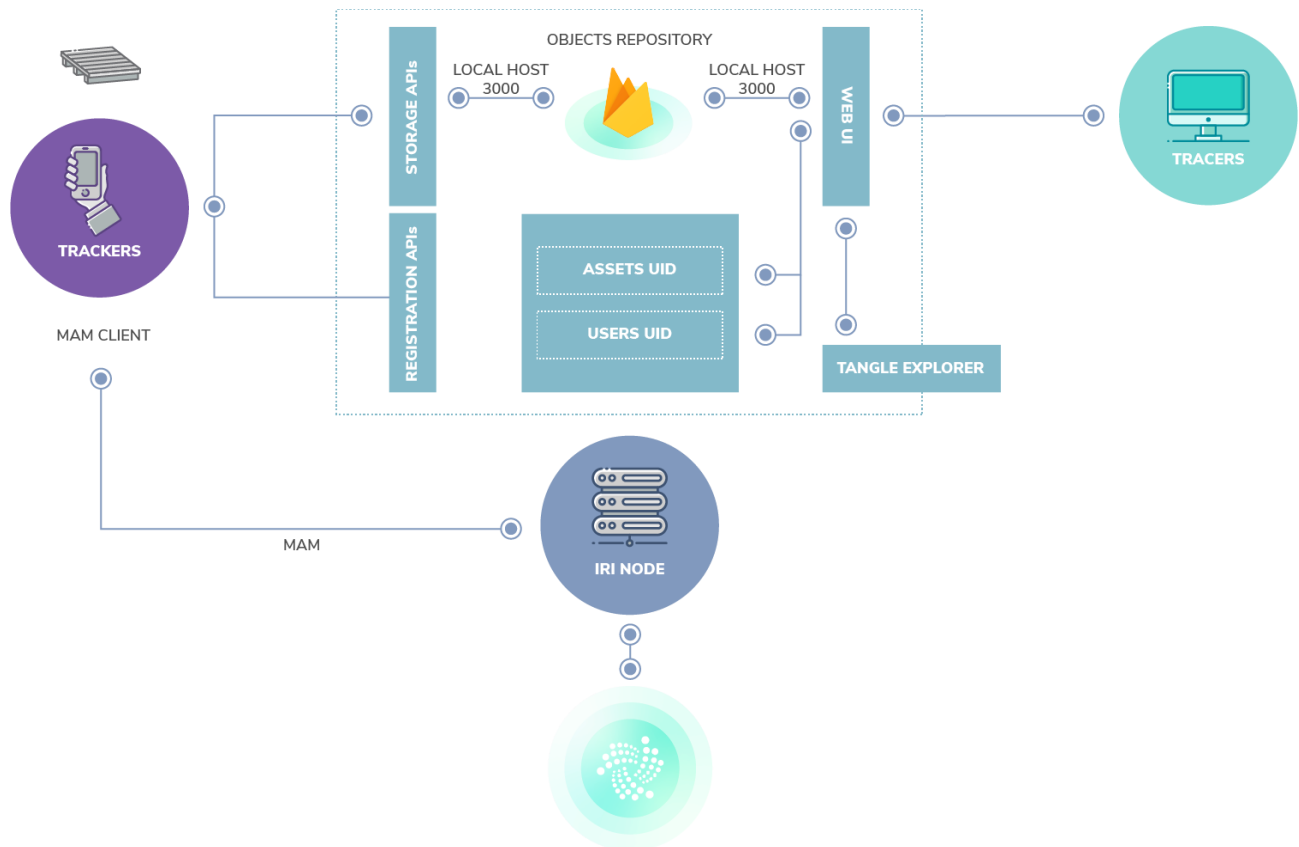 OBJECTS REPOSITORY
LOCAL HOST
3000
LOCAL HOST
3000
STORAGE APIs
WEB UI
TRACERS
TRACKERS
REGISTRATION APIs
ASSETS UID
USERS UID
MAM CLIENT
TANGLE EXPLORER
MAM
IRI NODE